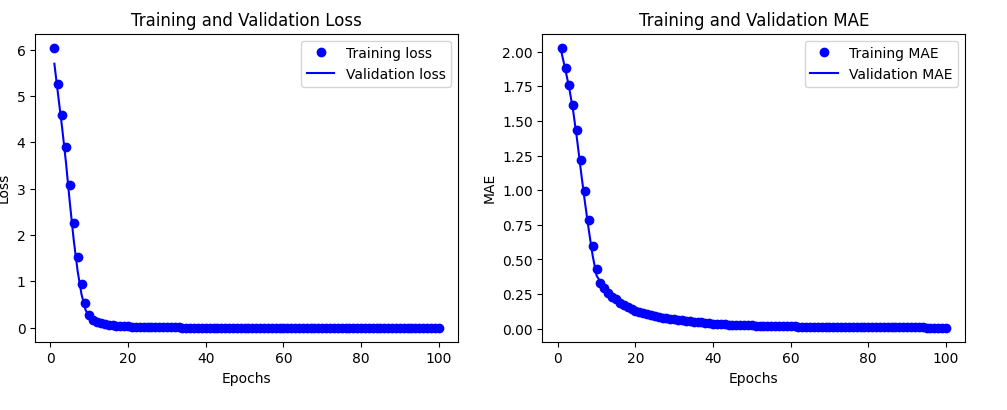 Training and Validation Loss
6
5
4
3
2
1
0
Loss
0 20 40 60 80 100
Epochs
Training loss
Validation loss
Training and Validation MAE
2.00
1.75
1.50
1.25
1.00
0.75
0.50
0.25
0.00
MAE
0 20 40 60 80 100
Epochs
Training MAE
Validation MAE